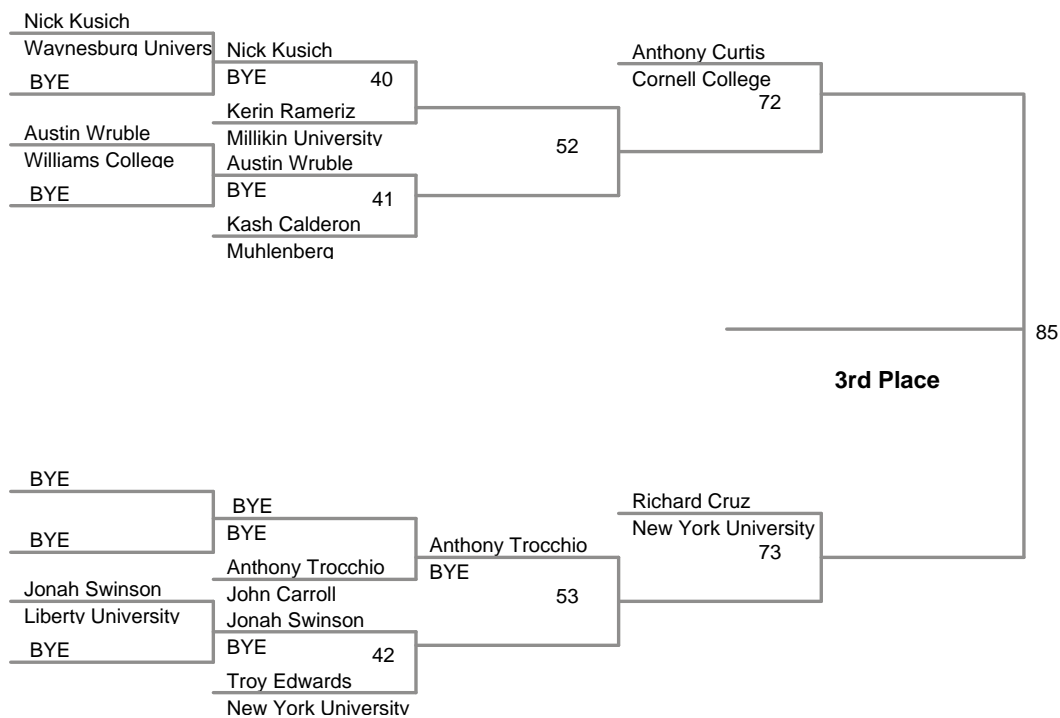 Nick Kusich
Waynesburg Univers
BYE
Nick Kusich
BYE
40
Kerin Rameriz
Millikin University
Austin Wruble
Williams College
BYE
Austin Wruble
BYE
41
Kash Calderon
Muhlenberg
52
Anthony Curtis
Cornell College
72
85
3rd Place
BYE
BYE
BYE
BYE
Anthony Trocchio
John Carroll
Jonah Swinson
Liberty University
BYE
Jonah Swinson
BYE
42
Troy Edwards
New York University
Anthony Trocchio
BYE
53
Richard Cruz
New York University
73